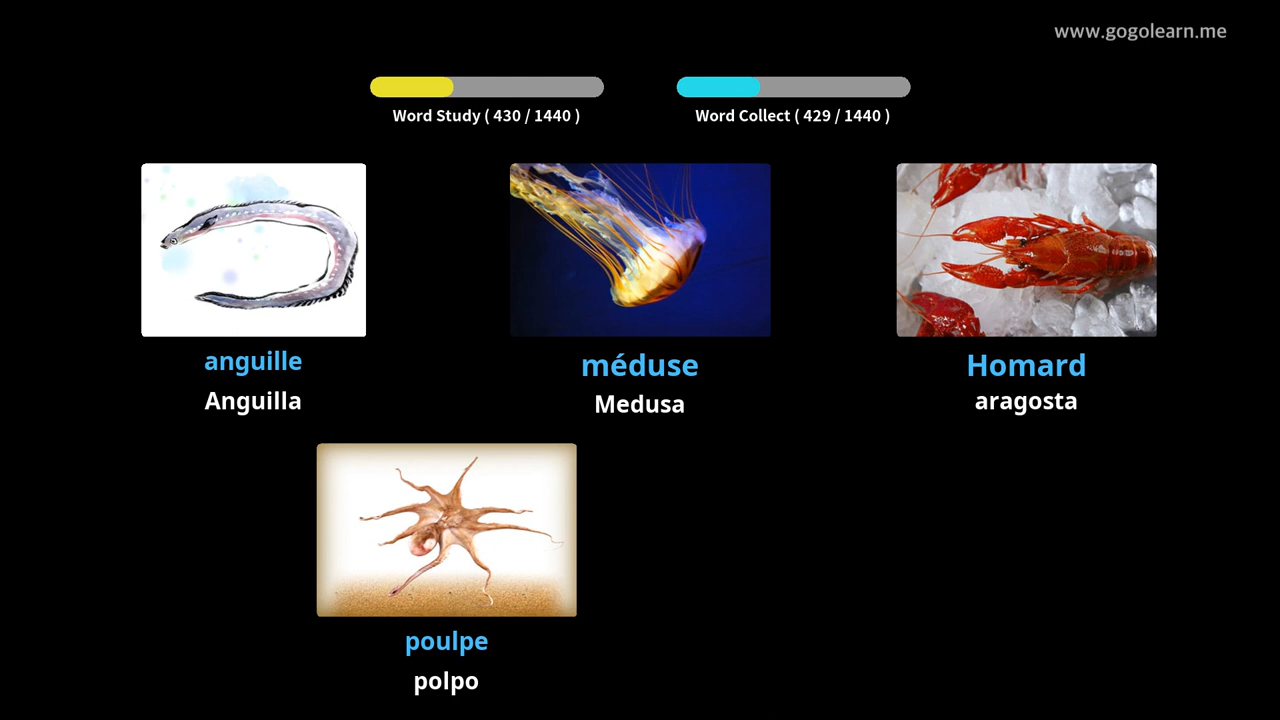 www.gogolearn.me
Word Study ( 430 / 1440 )
Word Collect ( 429 / 1440 )
anguille
Anguilla
méduse
Medusa
Homard
aragosta
poulpe
polpo